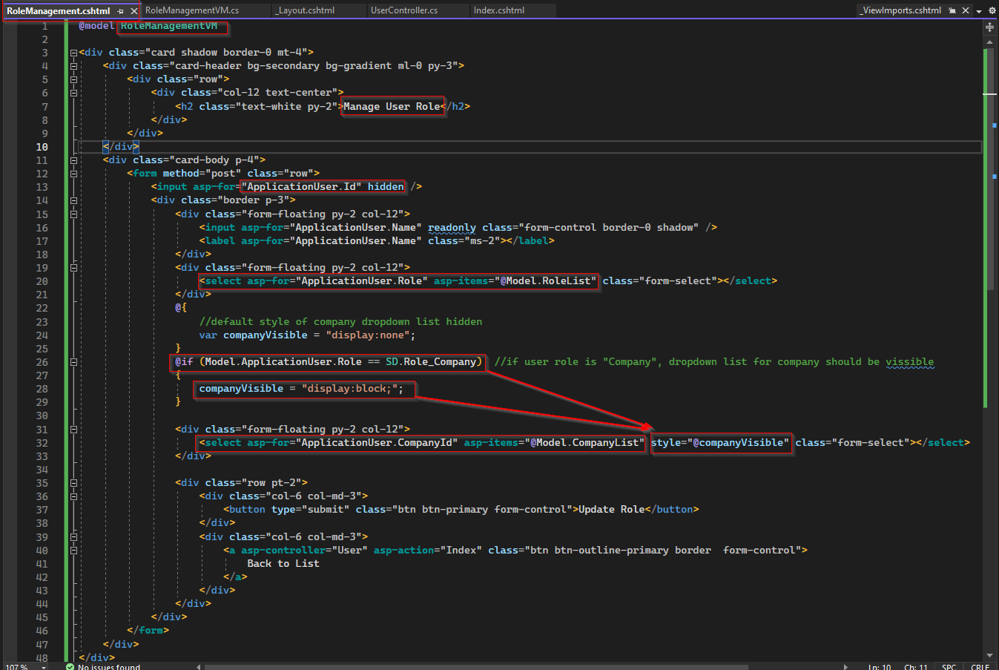 RoleManagement.cshtml RoleManagementVM.cs _Layout.cshtml UserController.cs Index.cshtml _ViewImports.cshtml
1 @model RoleManagementVM
2
3 <div class="card shadow border-0 mt-4">
4 <div class="card-header bg-secondary bg-gradient ml-0 py-3">
5 <div class="row">
6 <div class="col-12 text-center">
7 <h2 class="text-white py-2">Manage User Role</h2>
8 </div>
9 </div>
10 </div>
11 <div class="card-body p-4">
12 <form method="post" class="row">
13 <input asp-for="ApplicationUser.Id" hidden />
14 <div class="border p-3">
15 <div class="form-floating py-2 col-12">
16 <input asp-for="ApplicationUser.Name" readonly class="form-control border-0 shadow" />
17 <label asp-for="ApplicationUser.Name" class="ms-2"></label>
18 </div>
19 <div class="form-floating py-2 col-12">
20 <select asp-for="ApplicationUser.Role" asp-items="@Model.RoleList" class="form-select"></select>
21 </div>
22 @{
23 //default style of company dropdown list hidden
24 var companyVisible = "display:none";
25 }
26 @if (Model.ApplicationUser.Role == SD.Role_Company) //if user role is "Company", dropdown list for company should be vissible
27 {
28 companyVisible = "display:block;";
29 }
30
31 <div class="form-floating py-2 col-12">
32 <select asp-for="ApplicationUser.CompanyId" asp-items="@Model.CompanyList" style="@companyVisible" class="form-select"></select>
33 </div>
34
35 <div class="row pt-2">
36 <div class="col-6 col-md-3">
37 <button type="submit" class="btn btn-primary form-control">Update Role</button>
38 </div>
39 <div class="col-6 col-md-3">
40 <a asp-controller="User" asp-action="Index" class="btn btn-outline-primary border  form-control">
41 Back to List
42 </a>
43 </div>
44 </div>
45 </div>
46 </form>
47 </div>
48 </div>
107 % No issues found Ln: 10 Ch: 11 SPC CRLF